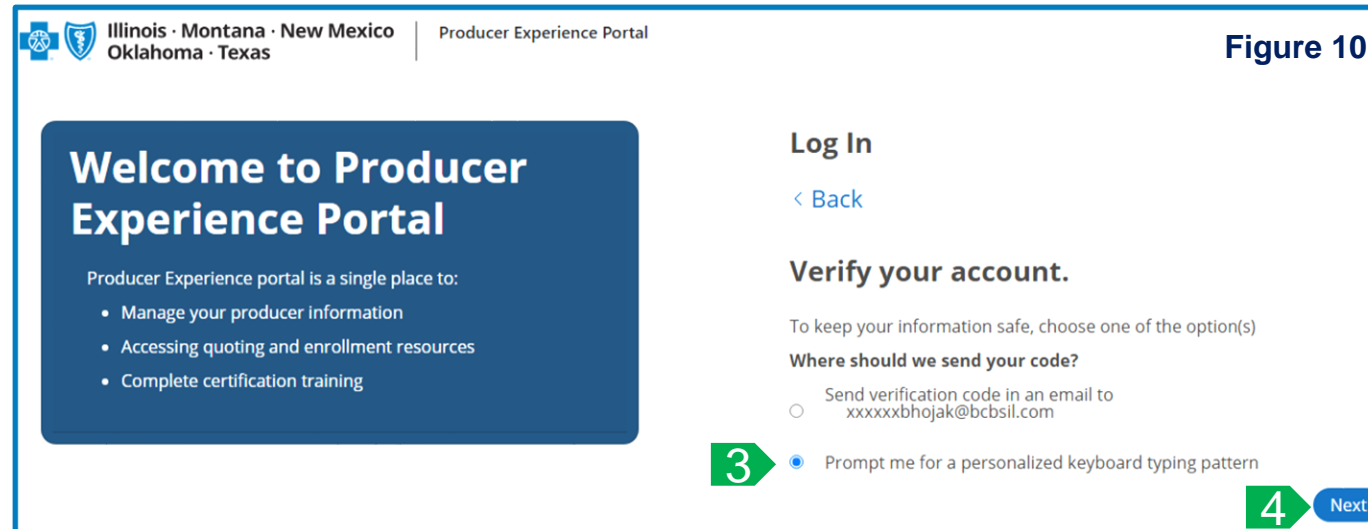 Illinois · Montana · New Mexico
Oklahoma · Texas
Producer Experience Portal
Figure 10
Welcome to Producer
Experience Portal
Producer Experience portal is a single place to:
• Manage your producer information
• Accessing quoting and enrollment resources
• Complete certification training
Log In
< Back
Verify your account.
To keep your information safe, choose one of the option(s)
Where should we send your code?
Send verification code in an email to
xxxxxxbhojak@bcbsil.com
3
Prompt me for a personalized keyboard typing pattern
4
Next